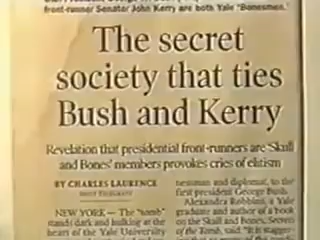 front-runner Senator John Kerry are both Yale "Bonesmen."
The secret
society that ties
Bush and Kerry
Revelation that presidential front-runners are 'Skull
and Bones' members provokes cries of elitism
BY CHARLES LAURENCE
NEW YORK — The "tomb"
stands dark and hulking at the
heart of the Yale University
nessman and diplomat, to the
first president George Bush.
Alexandra Robbins, a Yale
graduate and author of a book
on the Skull and Bones, Secrets
of the Tomb, said: "It is stagger-